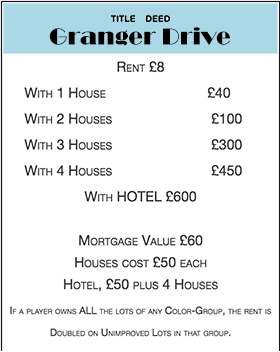 TITLE DEED
Granger Drive
RENT £8
WITH 1 HOUSE £40
WITH 2 HOUSES £100
WITH 3 HOUSES £300
WITH 4 HOUSES £450
WITH HOTEL £600
MORTGAGE VALUE £60
HOUSES COST £50 EACH
HOTEL, £50 PLUS 4 HOUSES
IF A PLAYER OWNS ALL THE LOTS OF ANY COLOR-GROUP, THE RENT IS
DOUBLED ON UNIMPROVED LOTS IN THAT GROUP.